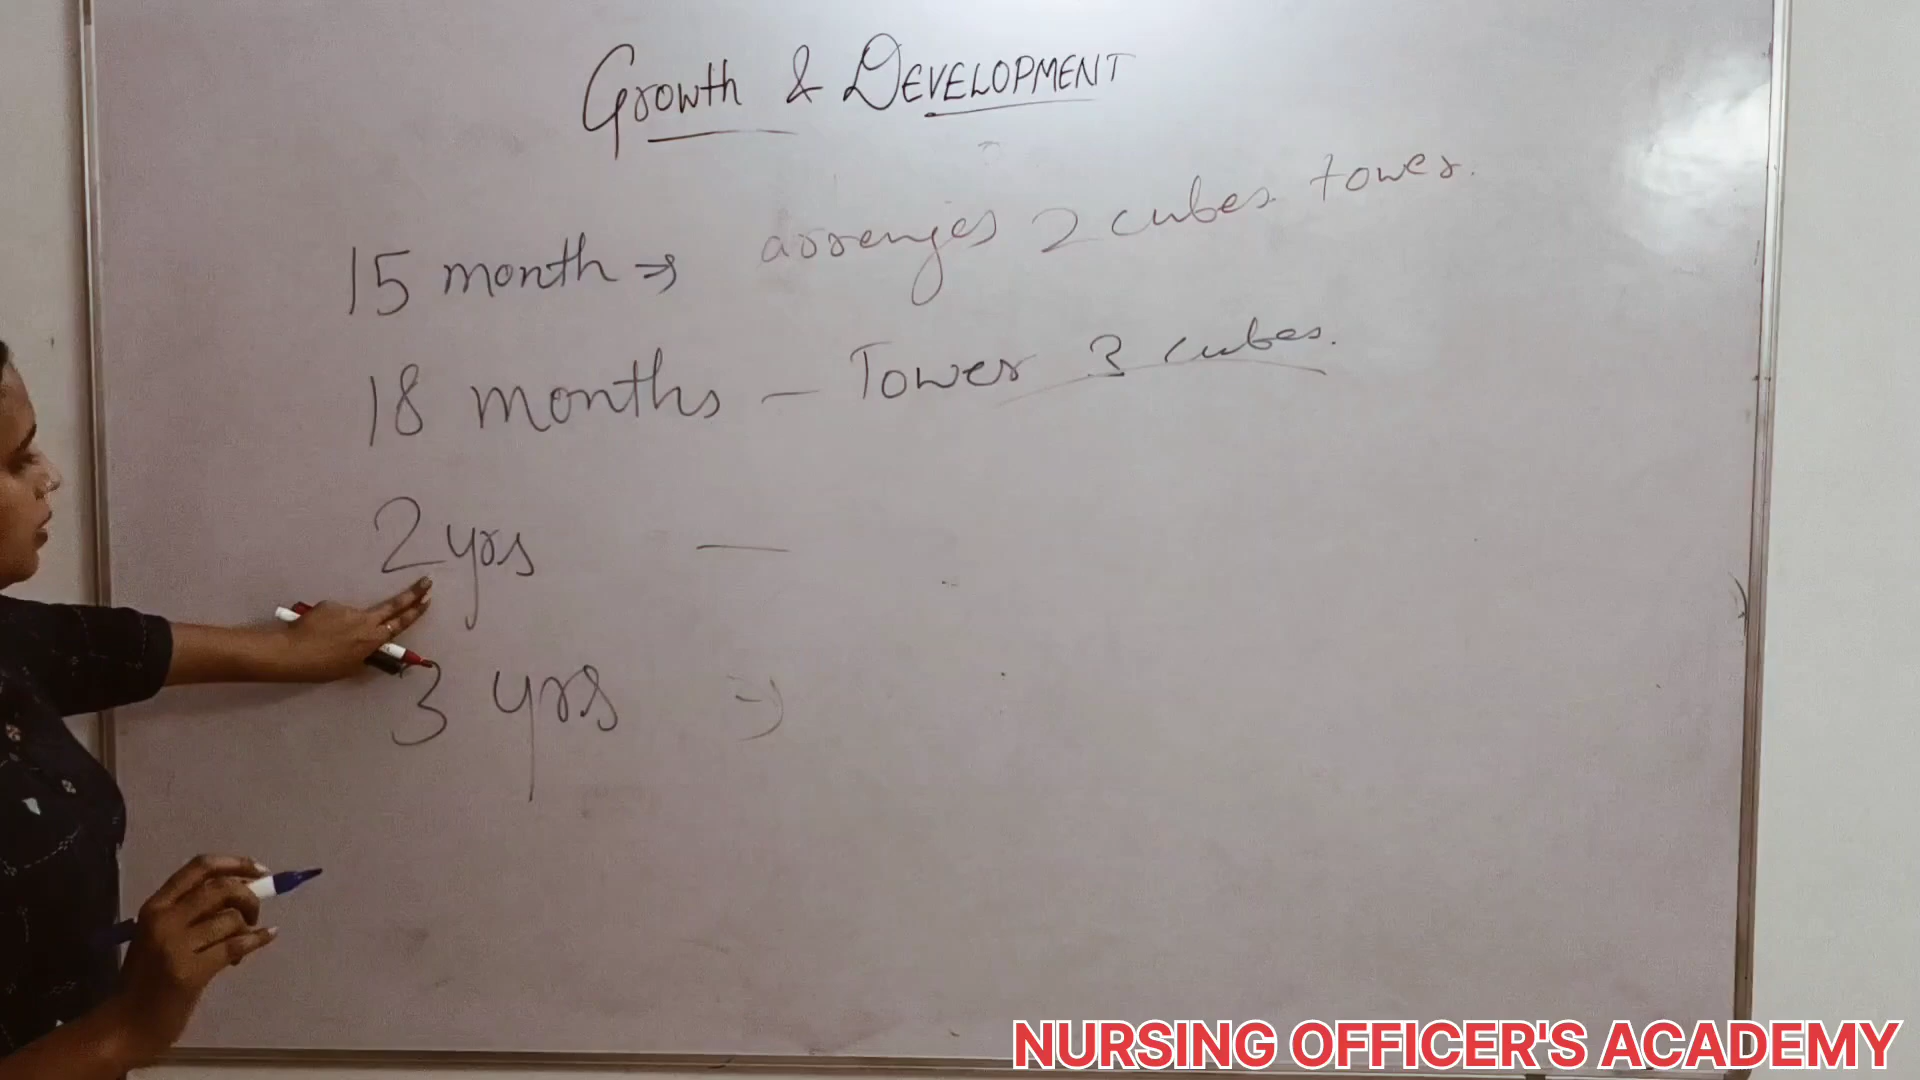 Growth & DEVELOPMENT
15 month ⇒ arrenges 2 cubes tower.
18 months - Tower 3 cubes.
2 yrs —
3 yrs ⇒
NURSING OFFICER'S ACADEMY